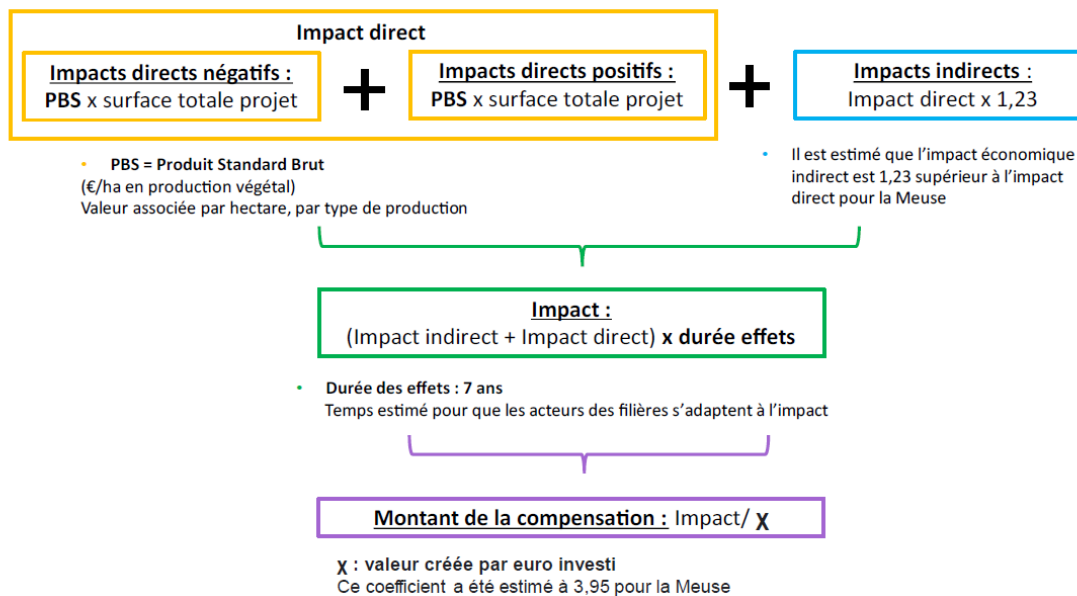 Impact direct
Impacts directs négatifs :
PBS x surface totale projet
+
Impacts directs positifs :
PBS x surface totale projet
+
Impacts indirects :
Impact direct x 1,23
• PBS = Produit Standard Brut
(€/ha en production végétal)
Valeur associée par hectare, par type de production
• Il est estimé que l’impact économique
indirect est 1,23 supérieur à l’impact
direct pour la Meuse
Impact :
(Impact indirect + Impact direct) x durée effets
• Durée des effets : 7 ans
Temps estimé pour que les acteurs des filières s’adaptent à l’impact
Montant de la compensation : Impact/ χ
χ : valeur créée par euro investi
Ce coefficient a été estimé à 3,95 pour la Meuse